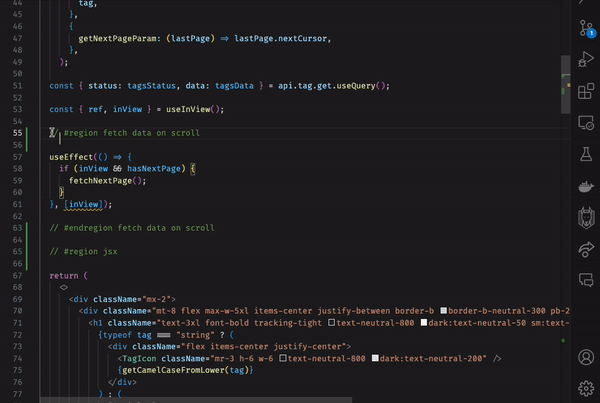 44 tag,
45 },
46 {
47 getNextPageParam: (lastPage) => lastPage.nextCursor,
48 },
49 );
50
51 const { status: tagsStatus, data: tagsData } = api.tag.get.useQuery();
52
53 const { ref, inView } = useInView();
54
55 // #region fetch data on scroll
56
57 useEffect(() => {
58 if (inView && hasNextPage) {
59 fetchNextPage();
60 }
61 }, [inView]);
62
63 // #endregion fetch data on scroll
64
65 // #region jsx
66
67 return (
68 <>
69 <div className="mx-2">
70 <div className="mt-8 flex max-w-5xl items-center justify-between border-b border-b-neutral-300 pb-2
71 <h1 className="text-3xl font-bold tracking-tight text-neutral-800 dark:text-neutral-50 sm:text-
72 {typeof tag === "string" ? (
73 <div className="flex items-center justify-center">
74 <TagIcon className="mr-3 h-6 w-6 text-neutral-800 dark:text-neutral-200" />
75 {getCamelCaseFromLower(tag)}
76 </div>
77 ) : (
1